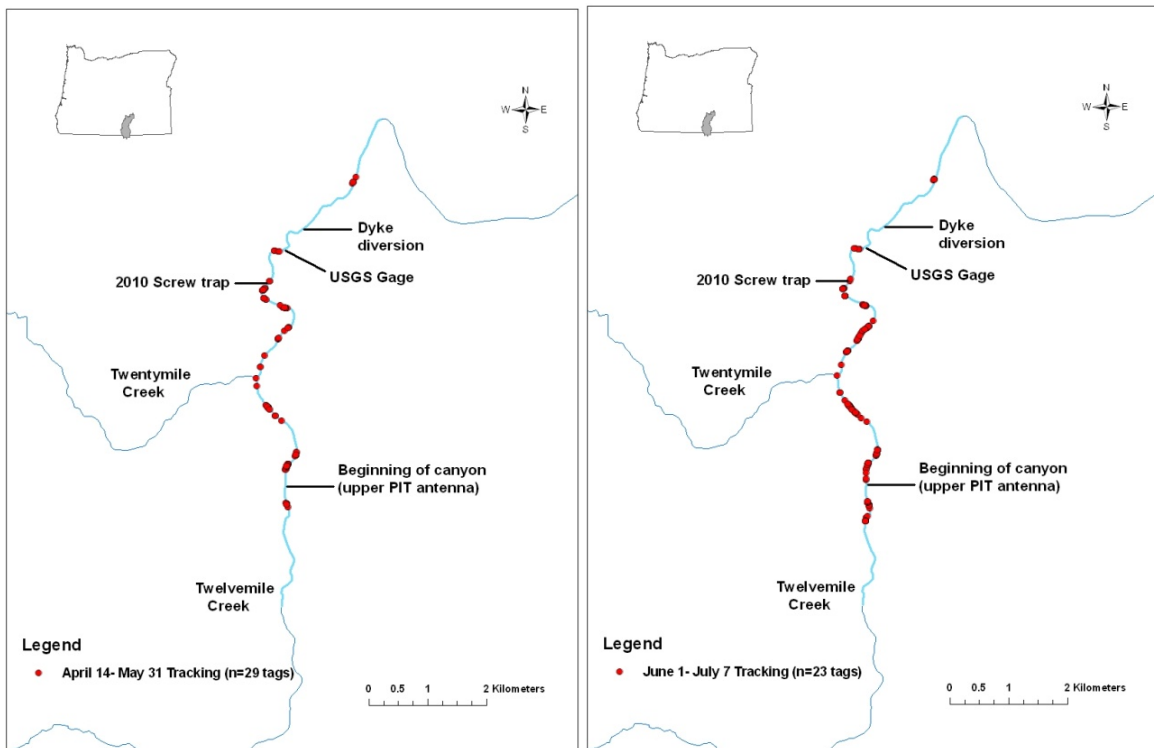 N
W E
S
Dyke
diversion
USGS Gage
2010 Screw trap
Twentymile
Creek
Beginning of canyon
(upper PIT antenna)
Twelvemile
Creek
Legend
April 14- May 31 Tracking (n=29 tags)
0 0.5 1 2 Kilometers
N
W E
S
Dyke
diversion
USGS Gage
2010 Screw trap
Twentymile
Creek
Beginning of canyon
(upper PIT antenna)
Twelvemile
Creek
Legend
June 1- July 7 Tracking (n=23 tags)
0 0.5 1 2 Kilometers